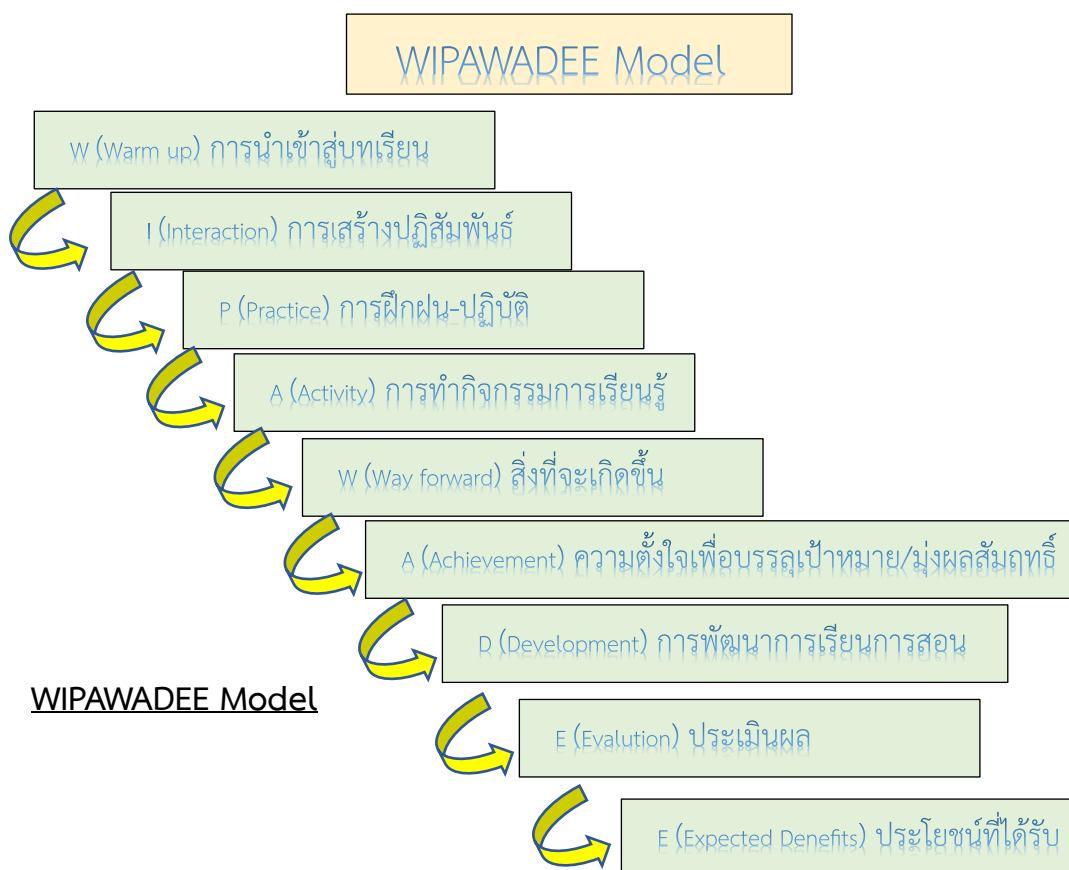 WIPAWADEE Model
W (Warm up) การนำเข้าสู่บทเรียน
I (Interaction) การเสร้างปฏิสัมพันธ์
P (Practice) การฝึกฝน-ปฏิบัติ
A (Activity) การทำกิจกรรมการเรียนรู้
W (Way forward) สิ่งที่จะเกิดขึ้น
A (Achievement) ความตั้งใจเพื่อบรรลุเป้าหมาย/มุ่งผลสัมฤทธิ์
D (Development) การพัฒนาการเรียนการสอน
WIPAWADEE Model
E (Evalution) ประเมินผล
E (Expected Denefits) ประโยชน์ที่ได้รับ